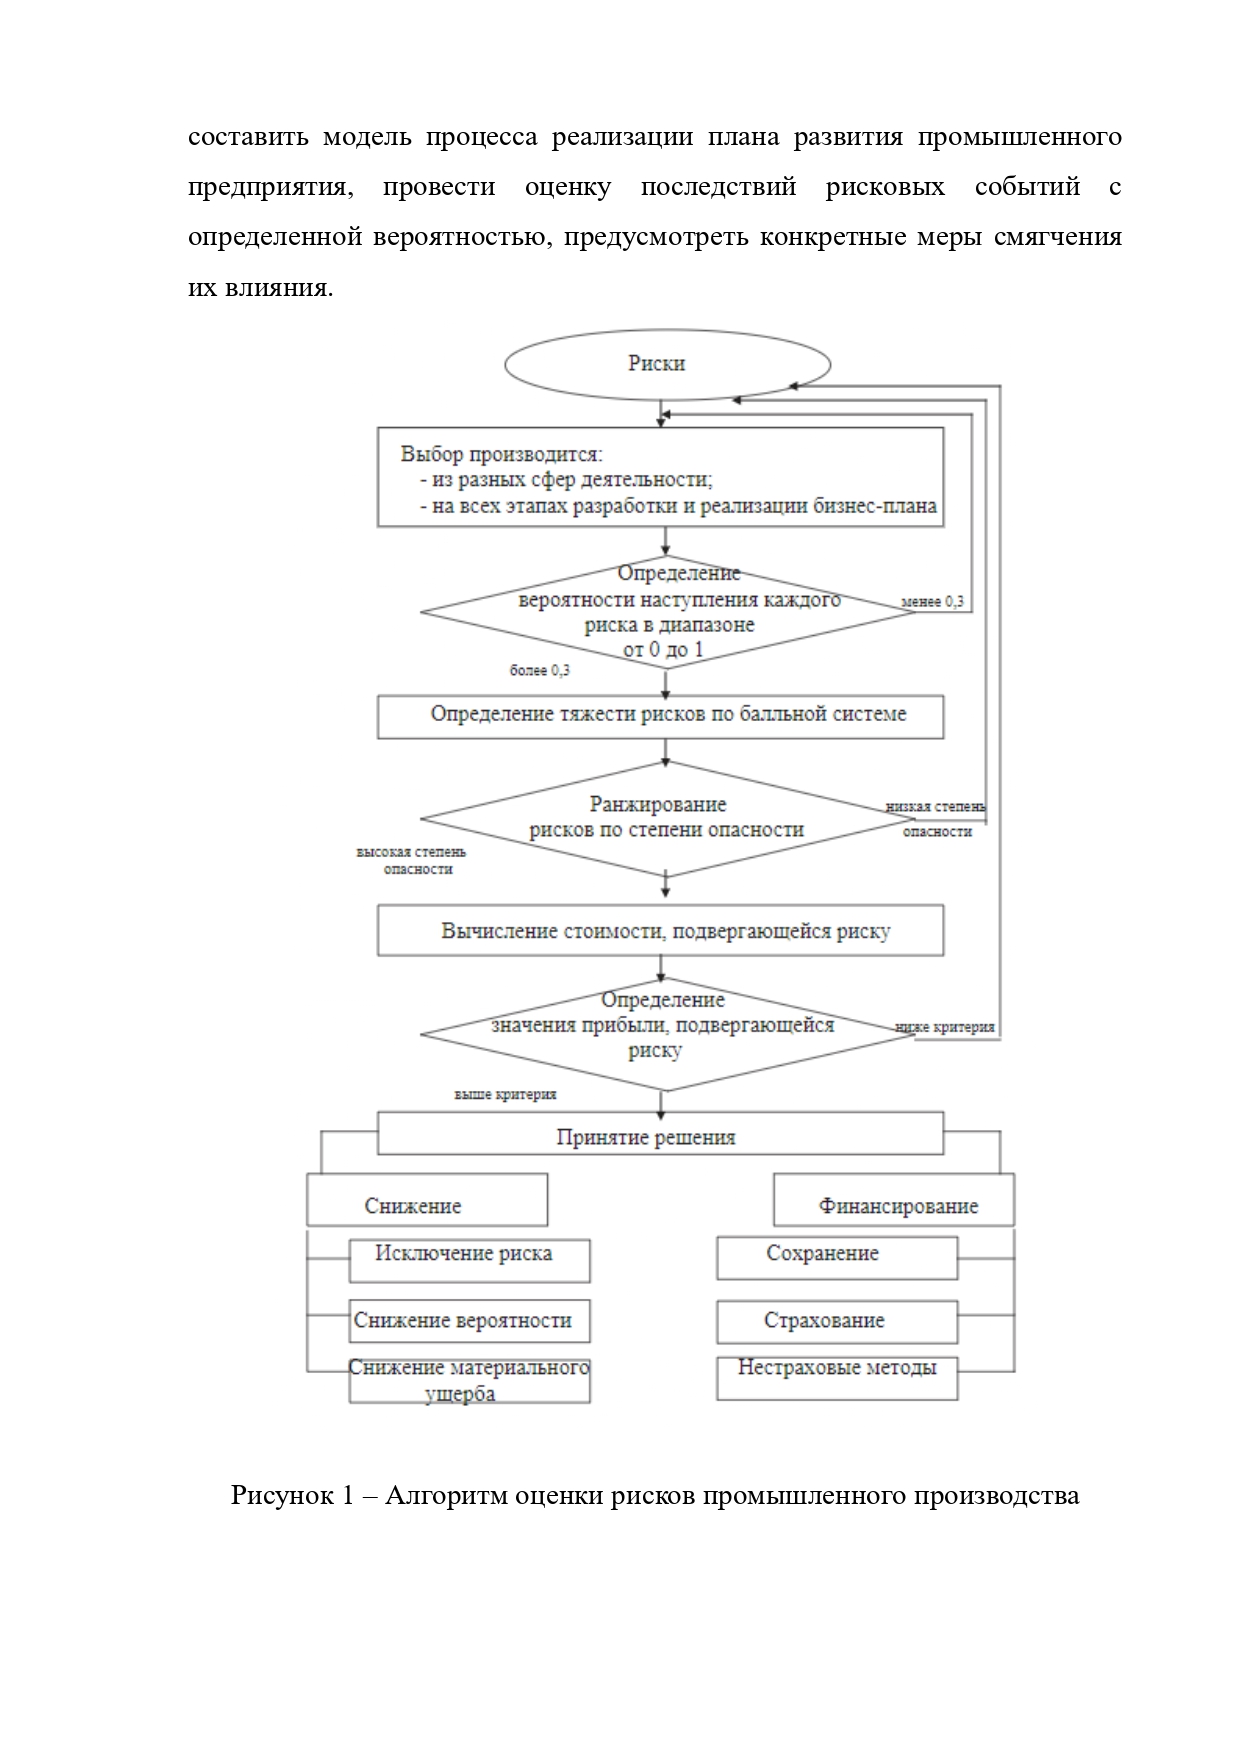 составить модель процесса реализации плана развития промышленного
предприятия, провести оценку последствий рисковых событий с
определенной вероятностью, предусмотреть конкретные меры смягчения
их влияния.
Риски
Выбор производится:
- из разных сфер деятельности;
- на всех этапах разработки и реализации бизнес-плана
Определение
вероятности наступления каждого
риска в диапазоне
от 0 до 1
менее 0,3
более 0,3
Определение тяжести рисков по балльной системе
Ранжирование
рисков по степени опасности
низкая степень
опасности
высокая степень
опасности
Вычисление стоимости, подвергающейся риску
Определение
значения прибыли, подвергающейся
риску
ниже критерия
выше критерия
Принятие решения
Снижение
Финансирование
Исключение риска
Сохранение
Снижение вероятности
Страхование
Снижение материального
ущерба
Нестраховые методы
Рисунок 1 – Алгоритм оценки рисков промышленного производства